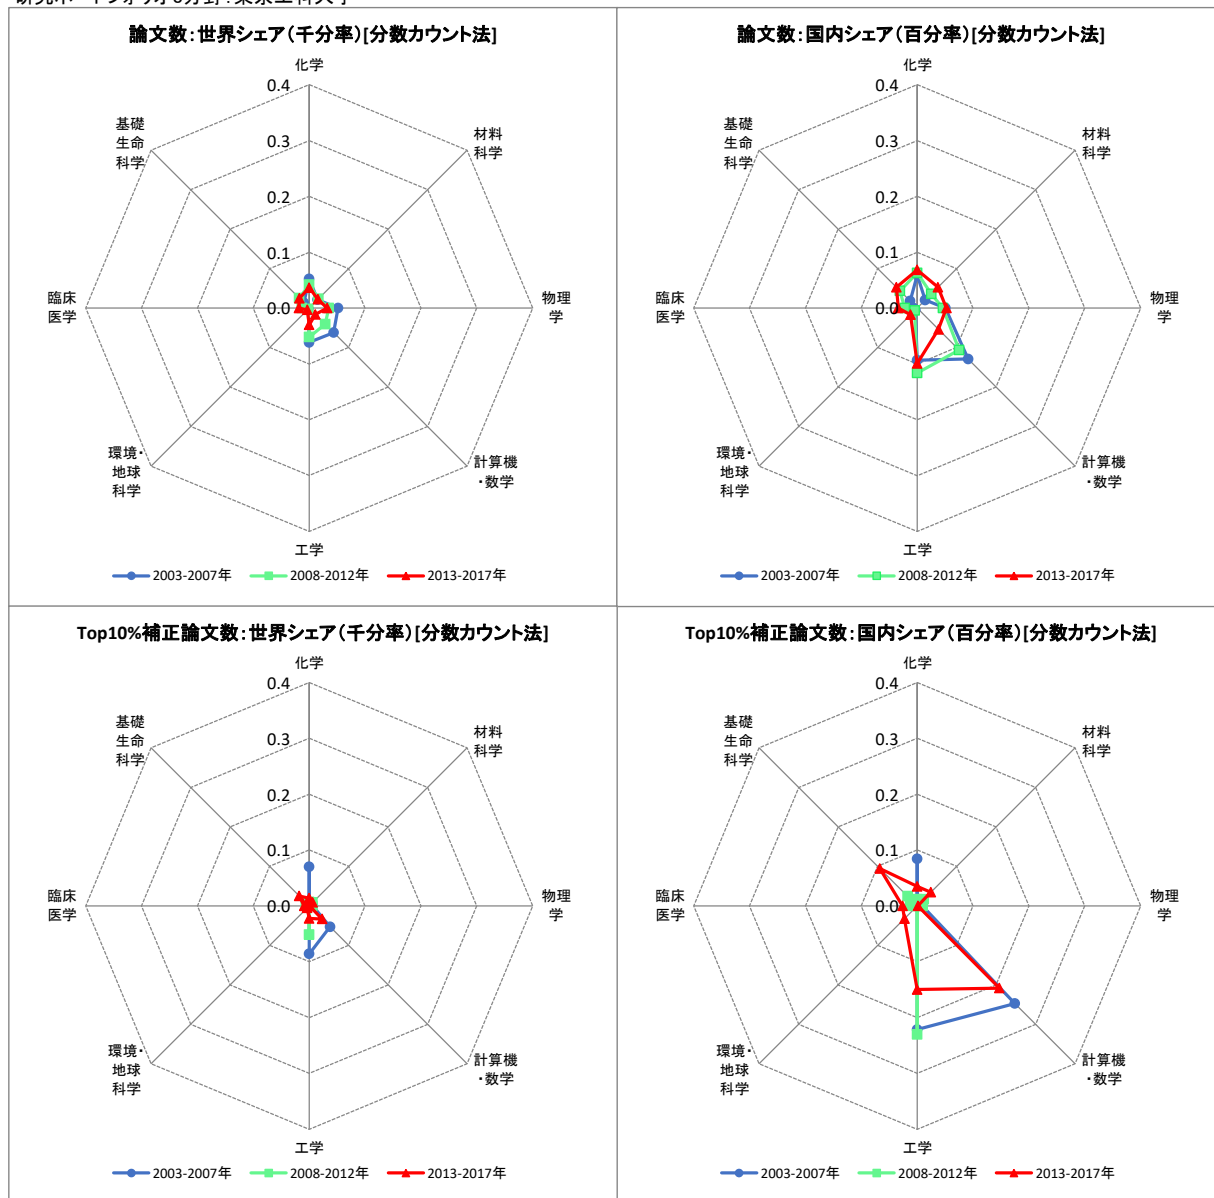 論文数：世界シェア（千分率）[分数カウント法]
化学
0.4
0.3
0.2
0.1
0.0
材料
科学
物理
学
計算機
・数学
工学
環境・
地球
科学
臨床
医学
基礎
生命
科学
2003-2007年
2008-2012年
2013-2017年
論文数：国内シェア（百分率）[分数カウント法]
化学
0.4
0.3
0.2
0.1
0.0
材料
科学
物理
学
計算機
・数学
工学
環境・
地球
科学
臨床
医学
基礎
生命
科学
2003-2007年
2008-2012年
2013-2017年
Top10%補正論文数：世界シェア（千分率）[分数カウント法]
化学
0.4
0.3
0.2
0.1
0.0
材料
科学
物理
学
計算機
・数学
工学
環境・
地球
科学
臨床
医学
基礎
生命
科学
2003-2007年
2008-2012年
2013-2017年
Top10%補正論文数：国内シェア（百分率）[分数カウント法]
化学
0.4
0.3
0.2
0.1
0.0
材料
科学
物理
学
計算機
・数学
工学
環境・
地球
科学
臨床
医学
基礎
生命
科学
2003-2007年
2008-2012年
2013-2017年